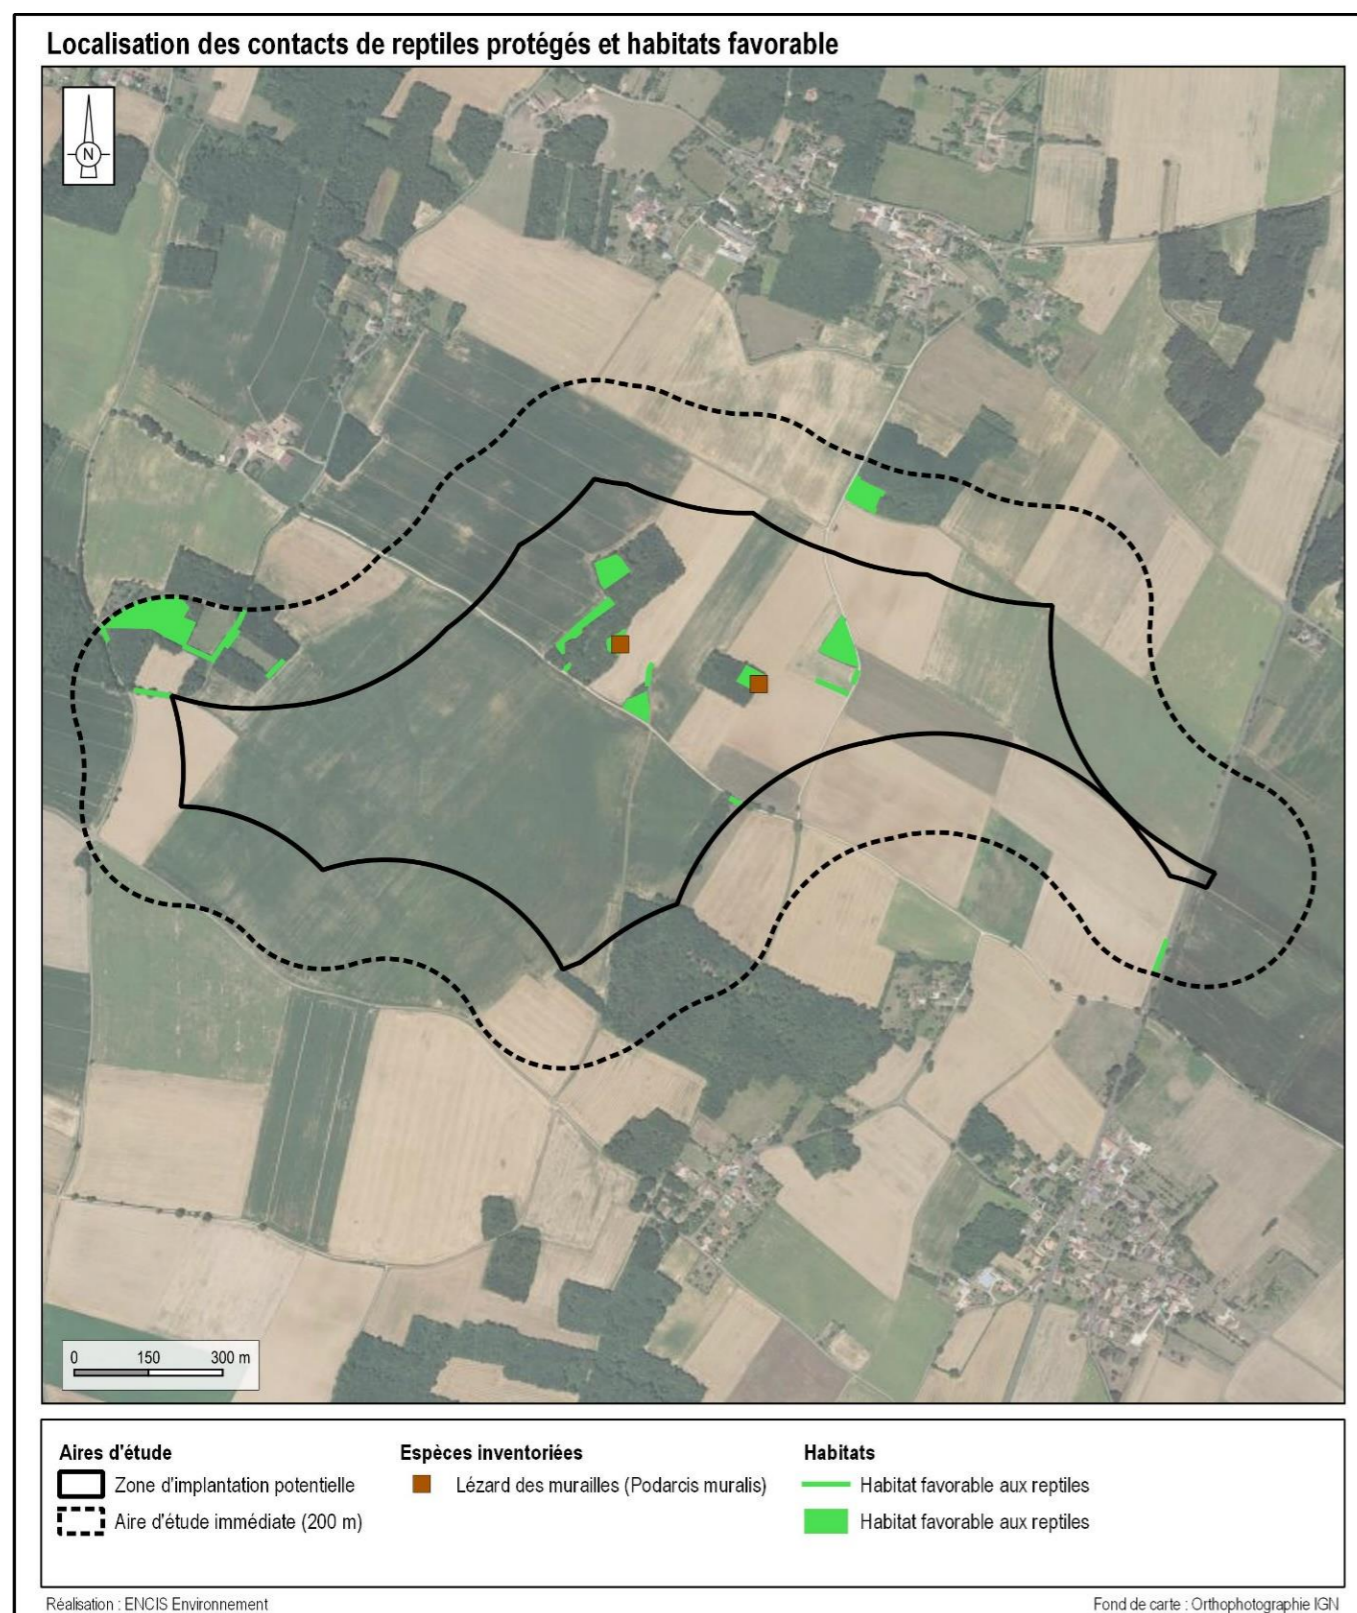 Localisation des contacts de reptiles protégés et habitats favorable
N
0 150 300 m
Aires d'étude
Zone d'implantation potentielle
Aire d'étude immédiate (200 m)
Espèces inventoriées
Lézard des murailles (Podarcis muralis)
Habitats
Habitat favorable aux reptiles
Habitat favorable aux reptiles
Réalisation : ENCIS Environnement
Fond de carte : Orthophotographie IGN